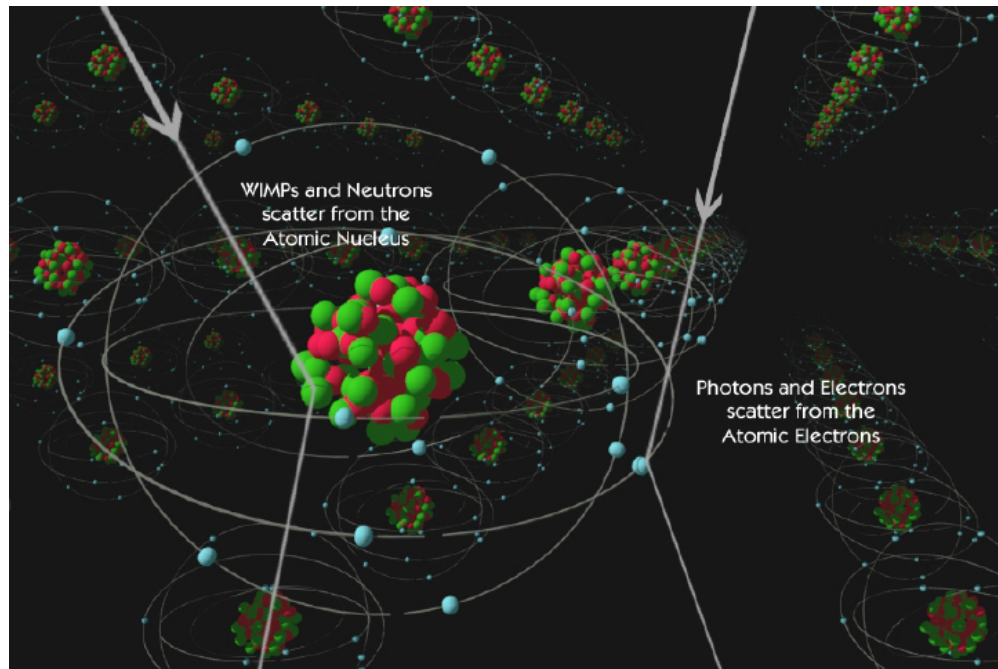 WIMPs and Neutrons
scatter from the
Atomic Nucleus
Photons and Electrons
scatter from the
Atomic Electrons